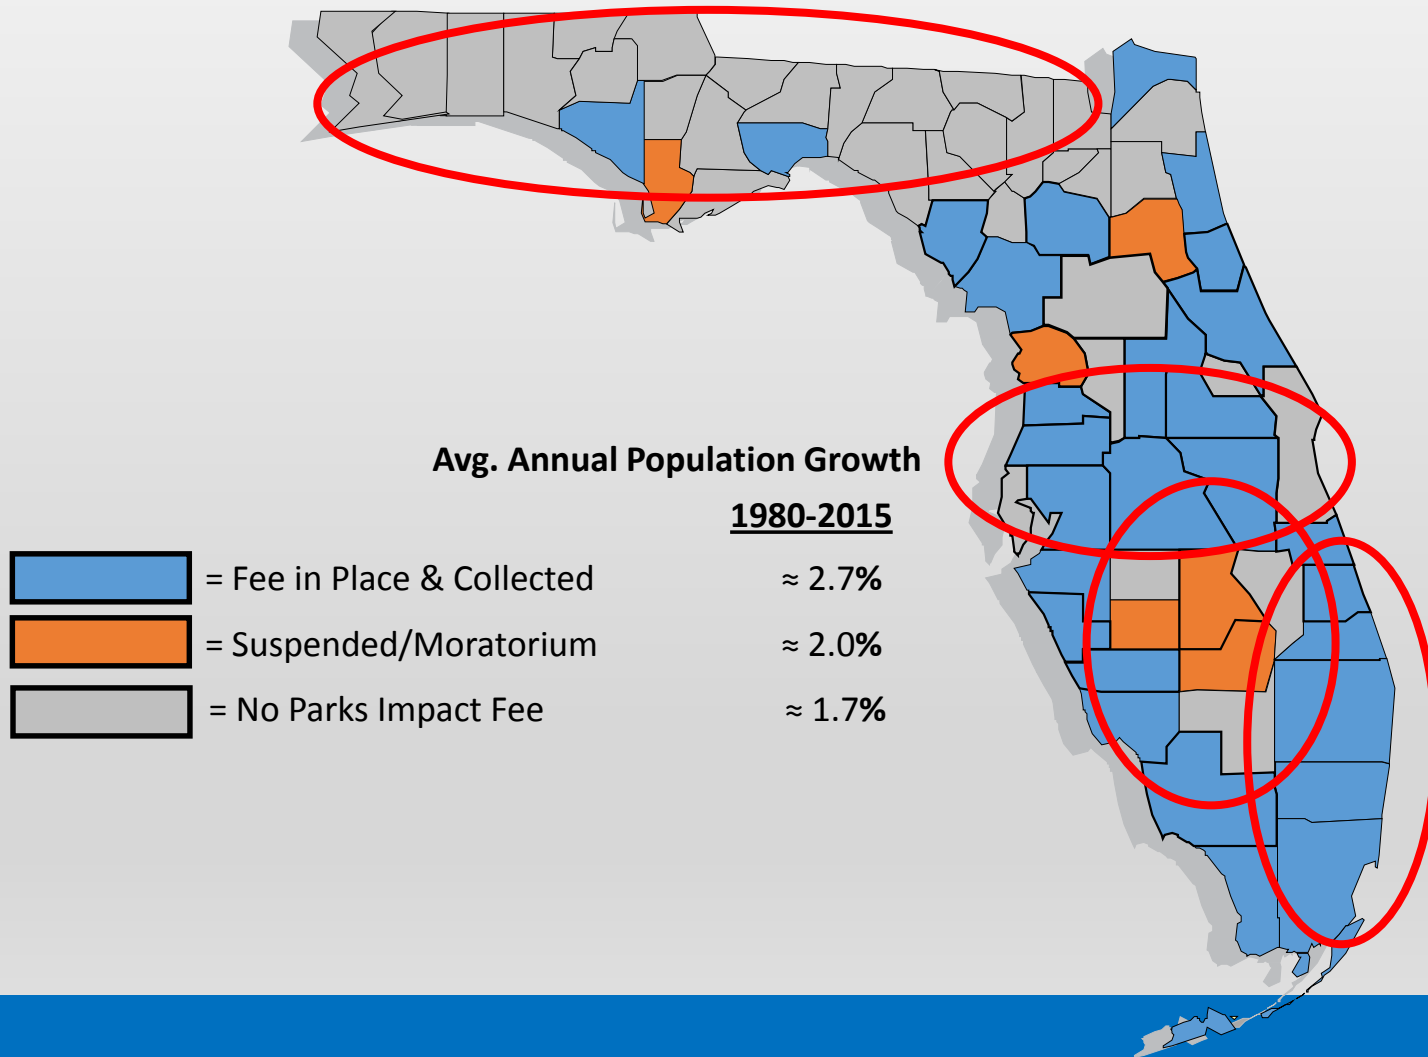 Avg. Annual Population Growth
1980-2015
= Fee in Place & Collected ≈ 2.7%
= Suspended/Moratorium ≈ 2.0%
= No Parks Impact Fee ≈ 1.7%